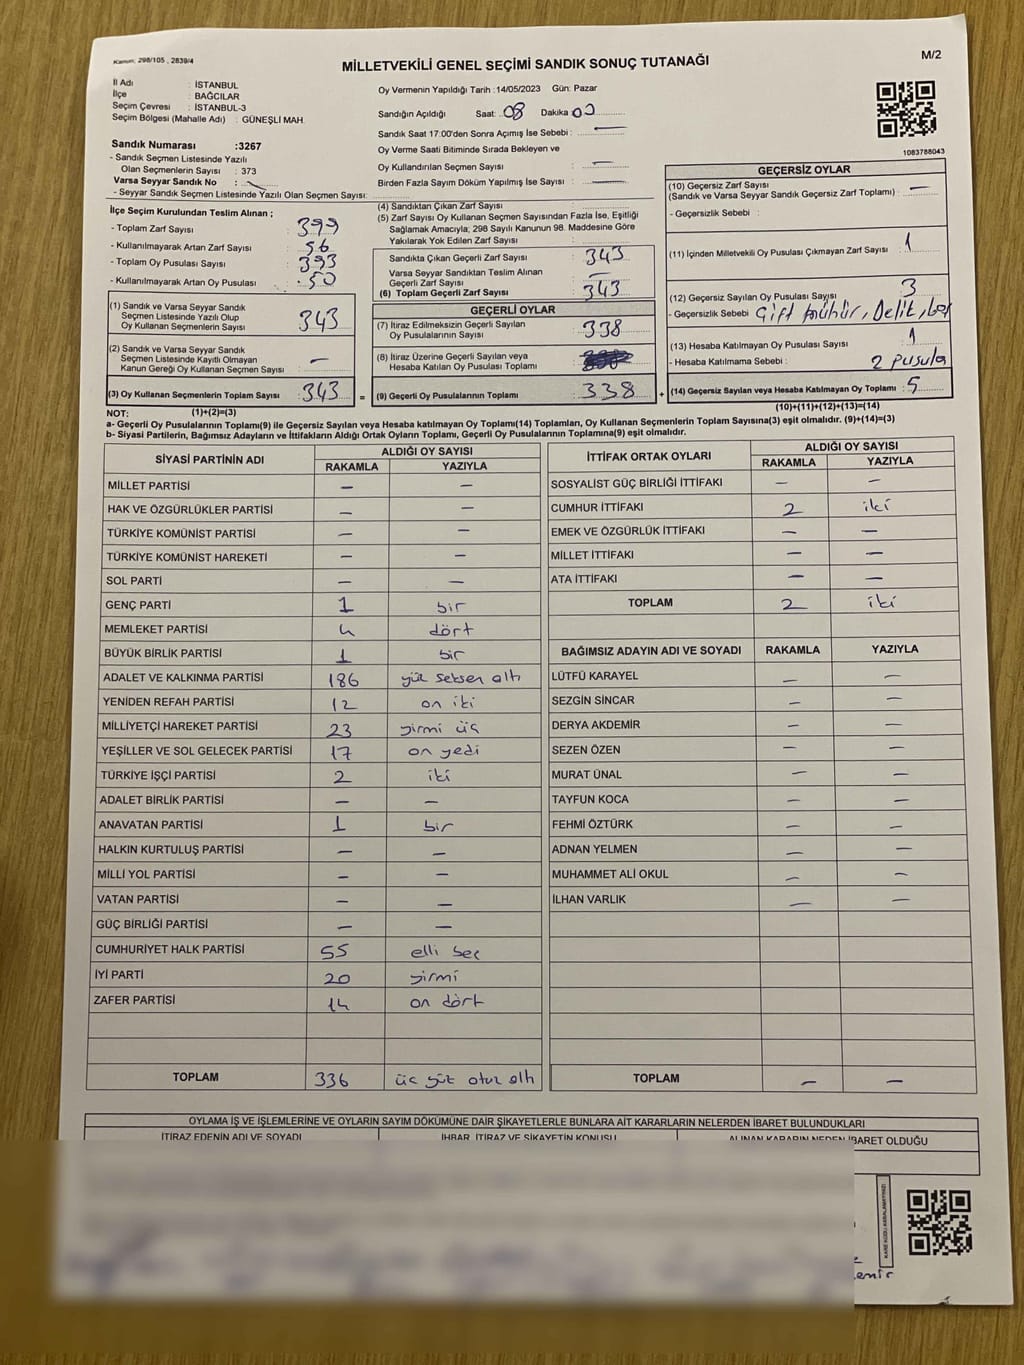 Kanun; 298/105 , 2839/4
M/2
MİLLETVEKİLİ GENEL SEÇİMİ SANDIK SONUÇ TUTANAĞI
İl Adı : İSTANBUL
İlçe : BAĞCILAR
Seçim Çevresi : İSTANBUL-3
Seçim Bölgesi (Mahalle Adı) : GÜNEŞLİ MAH.
Sandık Numarası :3267
- Sandık Seçmen Listesinde Yazılı
Olan Seçmenlerin Sayısı : 373
Varsa Seyyar Sandık No :
- Seyyar Sandık Seçmen Listesinde Yazılı Olan Seçmen Sayısı:
Oy Vermenin Yapıldığı Tarih :14/05/2023 Gün: Pazar
Sandığın Açıldığı Saat: 08 Dakika: 00
Sandık Saat 17:00'den Sonra Açımış İse Sebebi : —
Oy Verme Saati Bitiminde Sırada Bekleyen ve
Oy Kullandırılan Seçmen Sayısı : —
Birden Fazla Sayım Döküm Yapılmış İse Sayısı : —
1083788043
İlçe Seçim Kurulundan Teslim Alınan ;
- Toplam Zarf Sayısı : 399
- Kullanılmayarak Artan Zarf Sayısı : 56
- Toplam Oy Pusulası Sayısı : 393
- Kullanılmayarak Artan Oy Pusulası : 50
(1) Sandık ve Varsa Seyyar Sandık
Seçmen Listesinde Yazılı Olup
Oy Kullanan Seçmenlerin Sayısı : 343
(2) Sandık ve Varsa Seyyar Sandık
Seçmen Listesinde Kayıtlı Olmayan
Kanun Gereği Oy Kullanan Seçmen Sayısı : —
(3) Oy Kullanan Seçmenlerin Toplam Sayısı : 343 =
(4) Sandıktan Çıkan Zarf Sayısı :
(5) Zarf Sayısı Oy Kullanan Seçmen Sayısından Fazla İse, Eşitliği
Sağlamak Amacıyla; 298 Sayılı Kanunun 98. Maddesine Göre
Yakılarak Yok Edilen Zarf Sayısı :
Sandıkta Çıkan Geçerli Zarf Sayısı : 343
Varsa Seyyar Sandıktan Teslim Alınan
Geçerli Zarf Sayısı : —
(6) Toplam Geçerli Zarf Sayısı : 343
GEÇERLİ OYLAR
(7) İtiraz Edilmeksizin Geçerli Sayılan
Oy Pusulalarının Sayısı : 338
(8) İtiraz Üzerine Geçerli Sayılan veya
Hesaba Katılan Oy Pusulası Toplamı :
(9) Geçerli Oy Pusulalarının Toplamı : 338 +
GEÇERSİZ OYLAR
(10) Geçersiz Zarf Sayısı
(Sandık ve Varsa Seyyar Sandık Geçersiz Zarf Toplamı) : —
- Geçersizlik Sebebi :
(11) İçinden Milletvekili Oy Pusulası Çıkmayan Zarf Sayısı : 1
(12) Geçersiz Sayılan Oy Pusulası Sayısı : 3
- Geçersizlik Sebebi : Çift mühür, Delik,
(13) Hesaba Katılmayan Oy Pusulası Sayısı : 1
- Hesaba Katılmama Sebebi : 2 pusula
(14) Geçersiz Sayılan veya Hesaba Katılmayan Oy Toplamı : 5
NOT: (1)+(2)=(3) (10)+(11)+(12)+(13)=(14)
a- Geçerli Oy Pusulalarının Toplamı(9) ile Geçersiz Sayılan veya Hesaba katılmayan Oy Toplamı(14) Toplamları, Oy Kullanan Seçmenlerin Toplam Sayısına(3) eşit olmalıdır. (9)+(14)=(3)
b- Siyasi Partilerin, Bağımsız Adayların ve İttifakların Aldığı Ortak Oyların Toplamı, Geçerli Oy Pusulalarının Toplamına(9) eşit olmalıdır.
SİYASİ PARTİNİN ADI ALDIĞI OY SAYISI
RAKAMLA YAZIYLA
MİLLET PARTİSİ — —
HAK VE ÖZGÜRLÜKLER PARTİSİ — —
TÜRKİYE KOMÜNİST PARTİSİ — —
TÜRKİYE KOMÜNİST HAREKETİ — —
SOL PARTİ — —
GENÇ PARTİ 1 bir
MEMLEKET PARTİSİ 4 dört
BÜYÜK BİRLİK PARTİSİ 1 bir
ADALET VE KALKINMA PARTİSİ 186 yüz seksen altı
YENİDEN REFAH PARTİSİ 12 on iki
MİLLİYETÇİ HAREKET PARTİSİ 23 yirmi üç
YEŞİLLER VE SOL GELECEK PARTİSİ 17 on yedi
TÜRKİYE İŞÇİ PARTİSİ 2 iki
ADALET BİRLİK PARTİSİ — —
ANAVATAN PARTİSİ 1 bir
HALKIN KURTULUŞ PARTİSİ — —
MİLLİ YOL PARTİSİ — —
VATAN PARTİSİ — —
GÜÇ BİRLİĞİ PARTİSİ — —
CUMHURİYET HALK PARTİSİ 55 elli beş
İYİ PARTİ 20 yirmi
ZAFER PARTİSİ 14 on dört
TOPLAM 336 üç yüz otuz altı
İTTİFAK ORTAK OYLARI ALDIĞI OY SAYISI
RAKAMLA YAZIYLA
SOSYALİST GÜÇ BİRLİĞİ İTTİFAKI — —
CUMHUR İTTİFAKI 2 iki
EMEK VE ÖZGÜRLÜK İTTİFAKI — —
MİLLET İTTİFAKI — —
ATA İTTİFAKI — —
TOPLAM 2 iki
BAĞIMSIZ ADAYIN ADI VE SOYADI RAKAMLA YAZIYLA
LÜTFÜ KARAYEL — —
SEZGİN SİNCAR — —
DERYA AKDEMİR — —
SEZEN ÖZEN — —
MURAT ÜNAL — —
TAYFUN KOCA — —
FEHMİ ÖZTÜRK — —
ADNAN YELMEN — —
MUHAMMET ALİ OKUL — —
İLHAN VARLIK — —
TOPLAM — —
OYLAMA İŞ VE İŞLEMLERİNE VE OYLARIN SAYIM DÖKÜMÜNE DAİR ŞİKAYETLERLE BUNLARA AİT KARARLARIN NELERDEN İBARET BULUNDUKLARI
İTİRAZ EDENİN ADI VE SOYADI İHBAR, İTİRAZ VE ŞİKAYETİN KONUSU ALINAN KARARIN NEDEN İBARET OLDUĞU